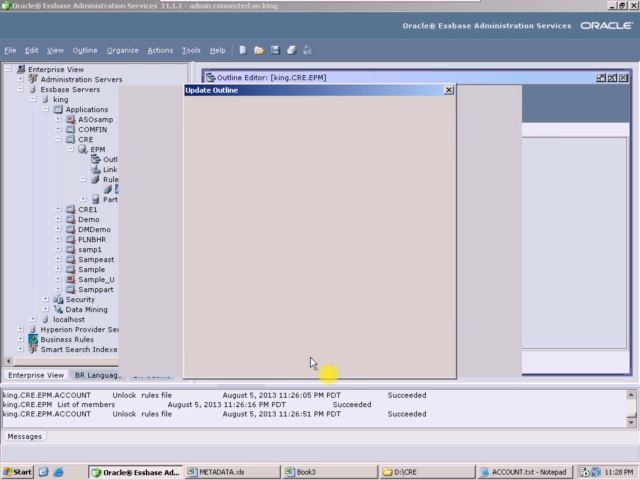 Oracle® Essbase Administration Services 11.1.1 - admin connected on king
Oracle® Essbase Administration Services ORACLE
File Edit View Outline Organize Actions Tools Help
Enterprise View
Administration Servers
Essbase Servers
king
Applications
ASOsamp
COMFIN
CRE
EPM
Outl
Link
Rule
Part
CRE1
Demo
DMDemo
PLNBHR
samp1
Sampeast
Sample
Sample_U
Samppart
Security
Data Mining
localhost
Hyperion Provider Ser
Business Rules
Smart Search Indexe
Enterprise View BR Languag
Outline Editor: [king.CRE.EPM]
Update Outline
king.CRE.EPM.ACCOUNT Unlock rules file August 5, 2013 11:26:05 PM PDT Succeeded
king.CRE.EPM List of members August 5, 2013 11:26:16 PM PDT Succeeded
king.CRE.EPM.ACCOUNT Unlock rules file August 5, 2013 11:26:51 PM PDT Succeeded
Messages
Start Oracle® Essbase Ad... METADATA.xls Book3 D:\CRE ACCOUNT.txt - Notepad 11:28 PM